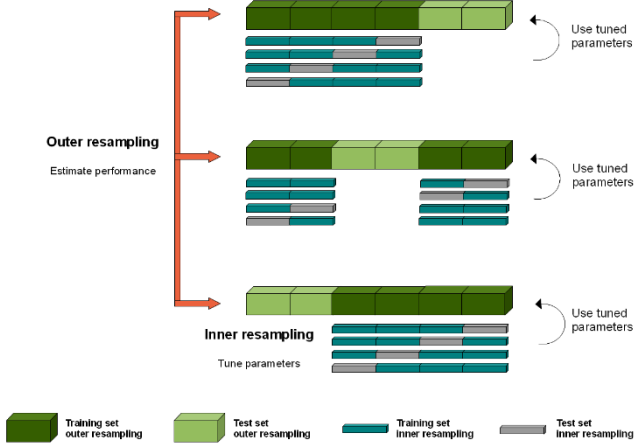 Use tuned
parameters
Outer resampling
Estimate performance
Use tuned
parameters
Inner resampling
Tune parameters
Use tuned
parameters
Training set
outer resampling
Test set
outer resampling
Training set
inner resampling
Test set
inner resampling